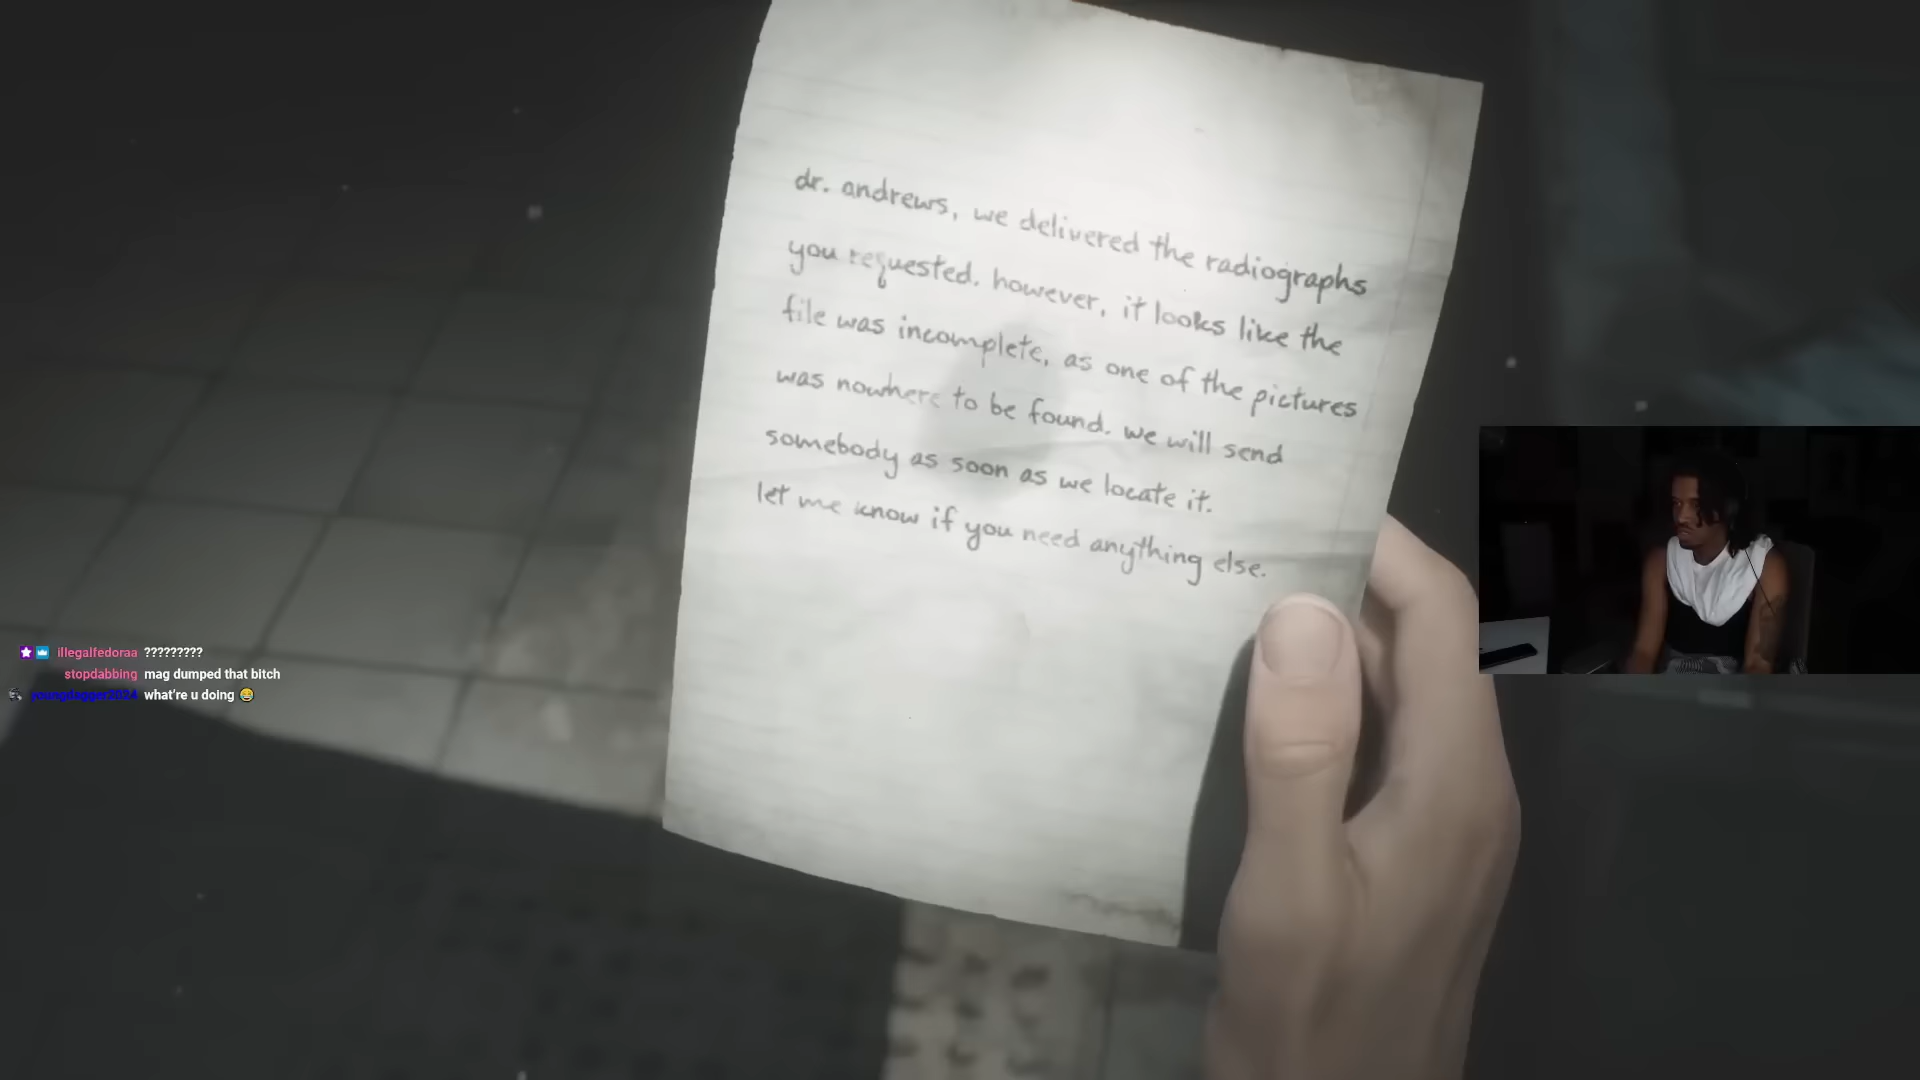 dr. andrews, we delivered the radiographs
you requested. however, it looks like the
file was incomplete, as one of the pictures
was nowhere to be found. we will send
somebody as soon as we locate it.
let me know if you need anything else.
illegalfedoraa ?????????
stopdabbing mag dumped that bitch
youngdagger2024 what're u doing 😂